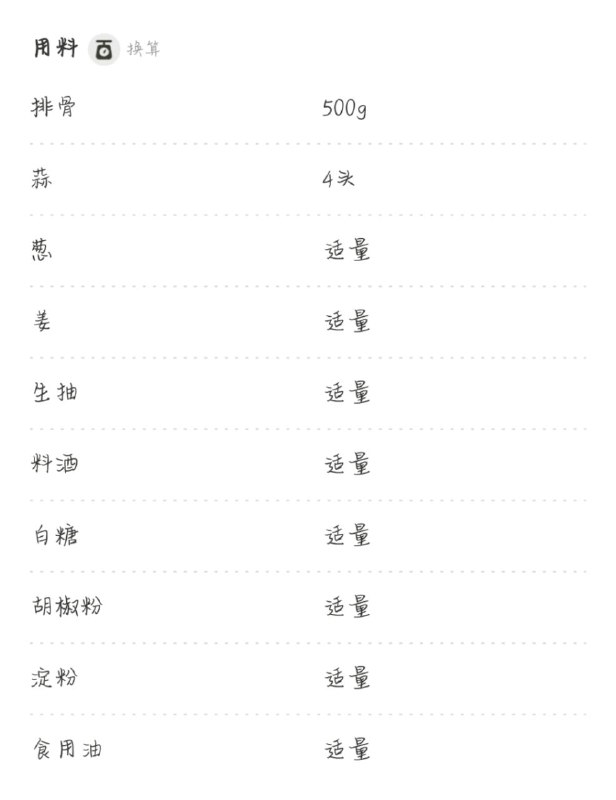 用料 换算
排骨 500g
蒜 4头
葱 适量
姜 适量
生抽 适量
料酒 适量
白糖 适量
胡椒粉 适量
淀粉 适量
食用油 适量